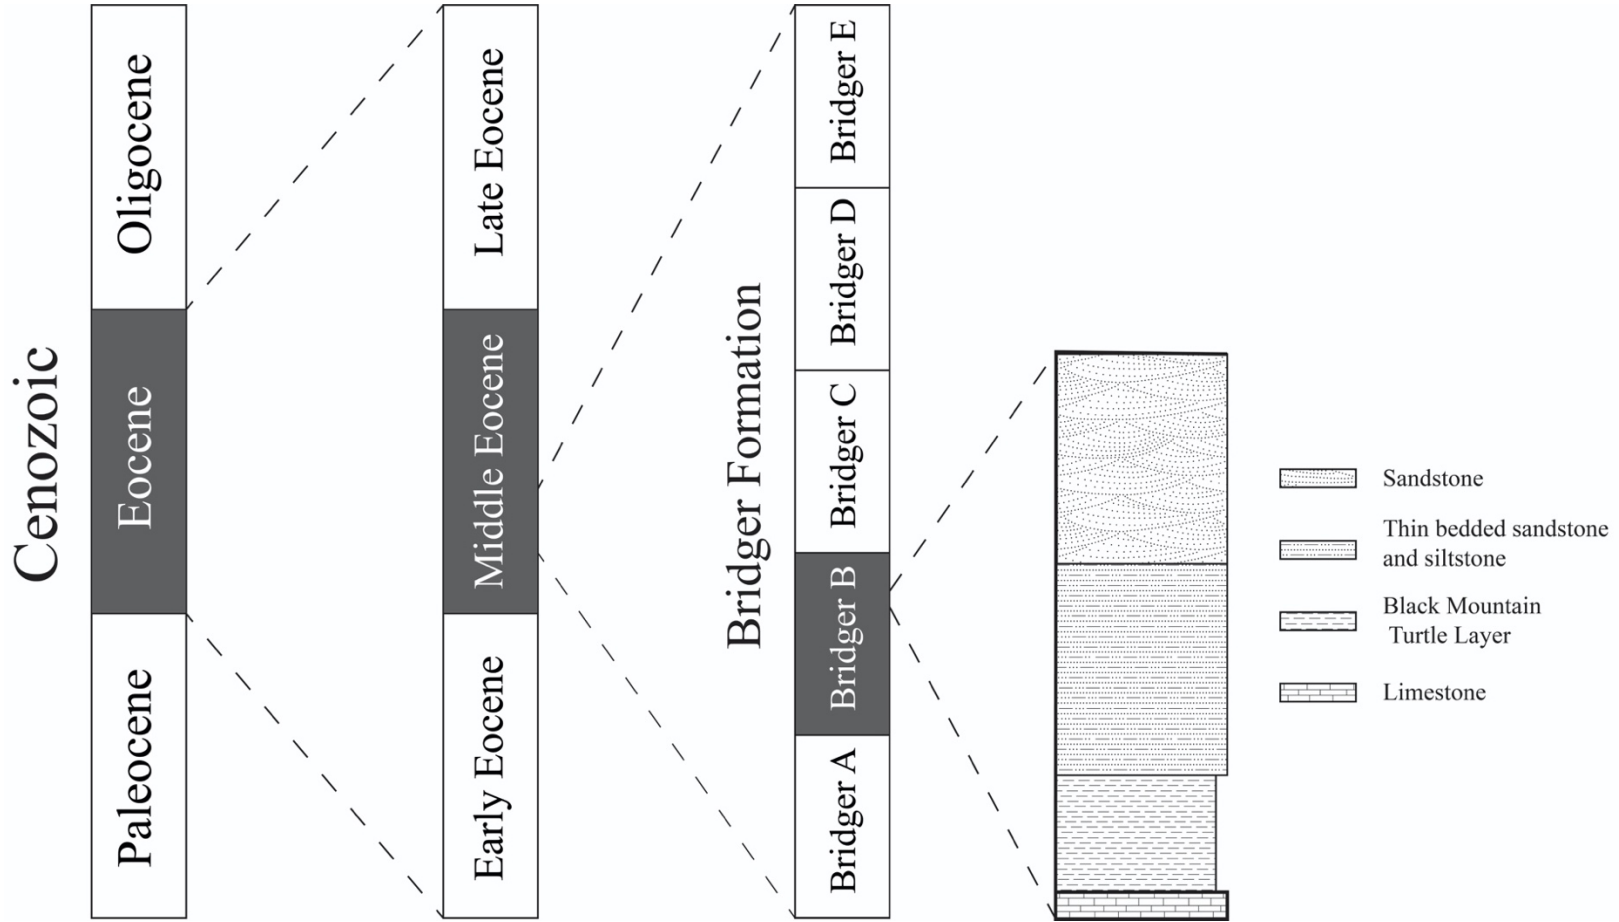 Cenozoic
Oligocene
Eocene
Paleocene
Late Eocene
Middle Eocene
Early Eocene
Bridger Formation
Bridger E
Bridger D
Bridger C
Bridger B
Bridger A
Sandstone
Thin bedded sandstone
and siltstone
Black Mountain
Turtle Layer
Limestone